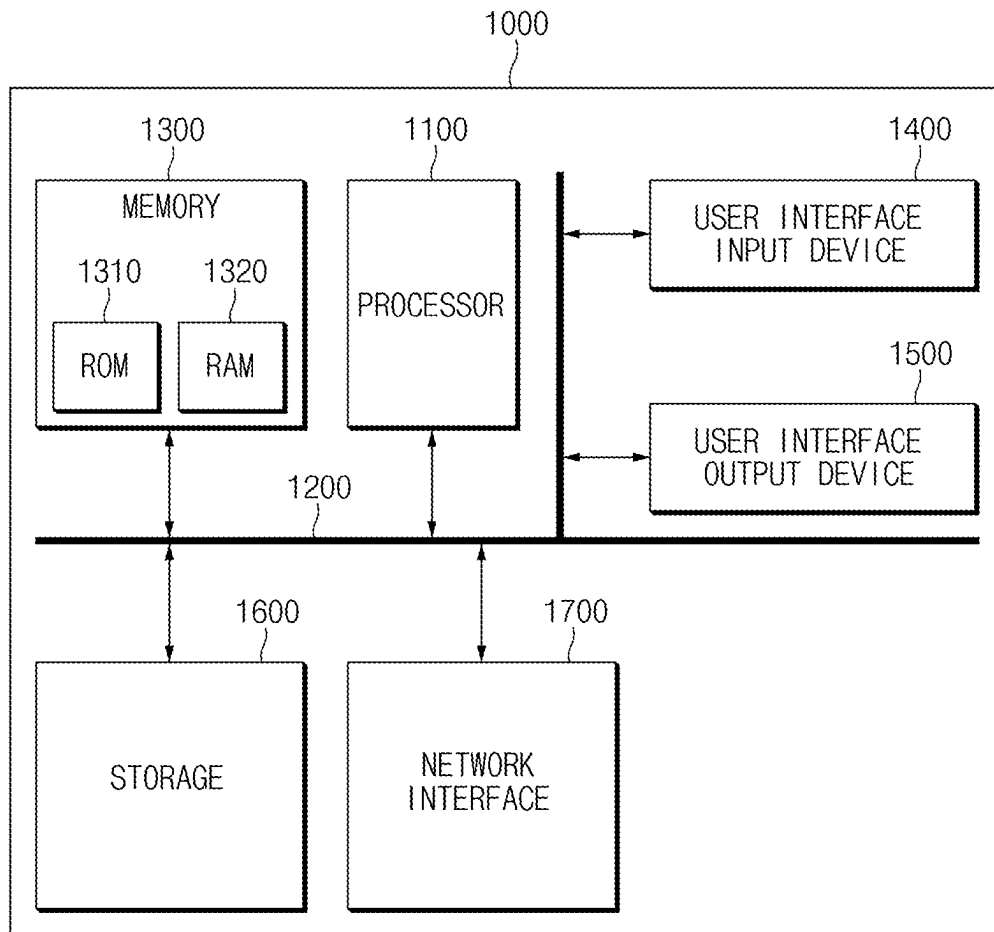 1000
1300
1100
1400
MEMORY
USER INTERFACE
INPUT DEVICE
1310
1320
PROCESSOR
ROM
RAM
1500
USER INTERFACE
OUTPUT DEVICE
1200
1600
1700
STORAGE
NETWORK
INTERFACE